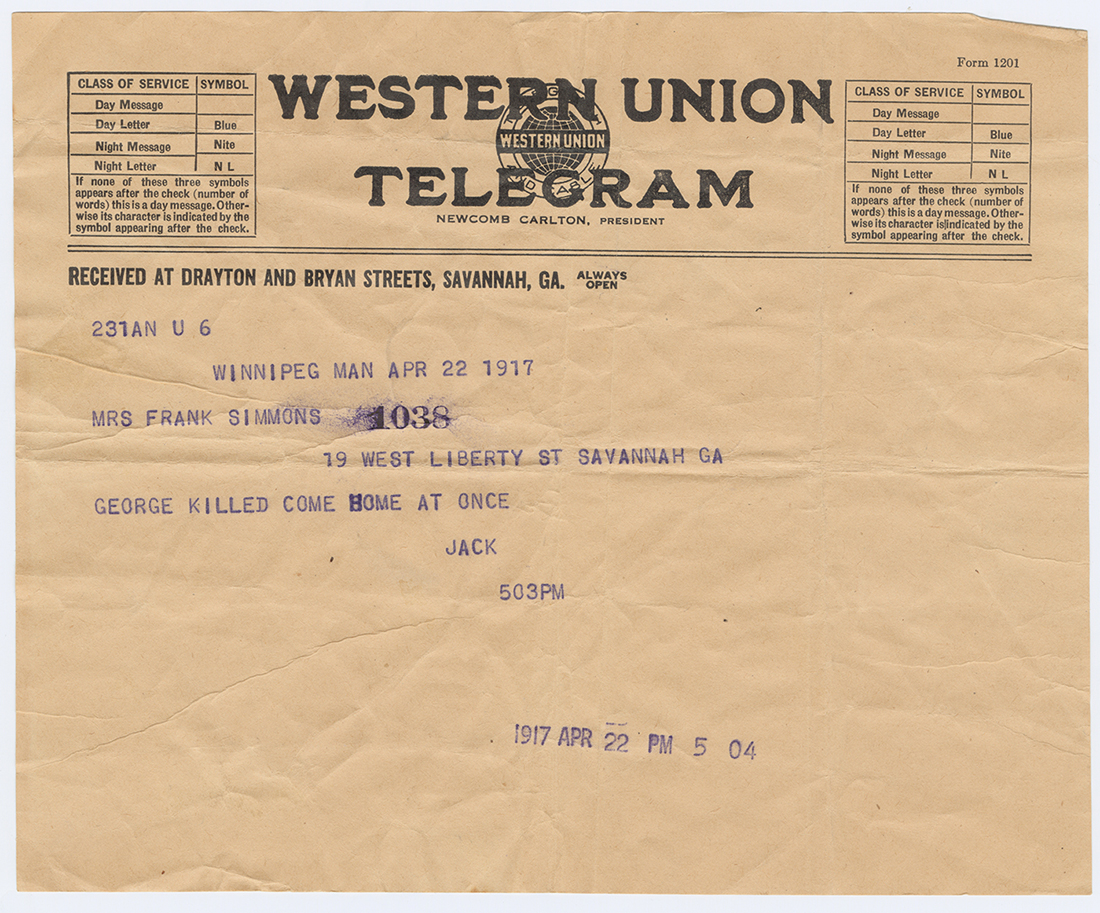 Form 1201
CLASS OF SERVICE SYMBOL
Day Message
Day Letter Blue
Night Message Nite
Night Letter N L
If none of these three symbols
appears after the check (number of
words) this is a day message. Other-
wise its character is indicated by the
symbol appearing after the check.
WESTERN UNION
WESTERN UNION
TELEGRAM
NEWCOMB CARLTON, PRESIDENT
CLASS OF SERVICE SYMBOL
Day Message
Day Letter Blue
Night Message Nite
Night Letter N L
If none of these three symbols
appears after the check (number of
words) this is a day message. Other-
wise its character is indicated by the
symbol appearing after the check.
RECEIVED AT DRAYTON AND BRYAN STREETS, SAVANNAH, GA. ALWAYS OPEN
231AN U 6
WINNIPEG MAN APR 22 1917
MRS FRANK SIMMONS 1038
19 WEST LIBERTY ST SAVANNAH GA
GEORGE KILLED COME HOME AT ONCE
JACK
503PM
1917 APR 22 PM 5 04